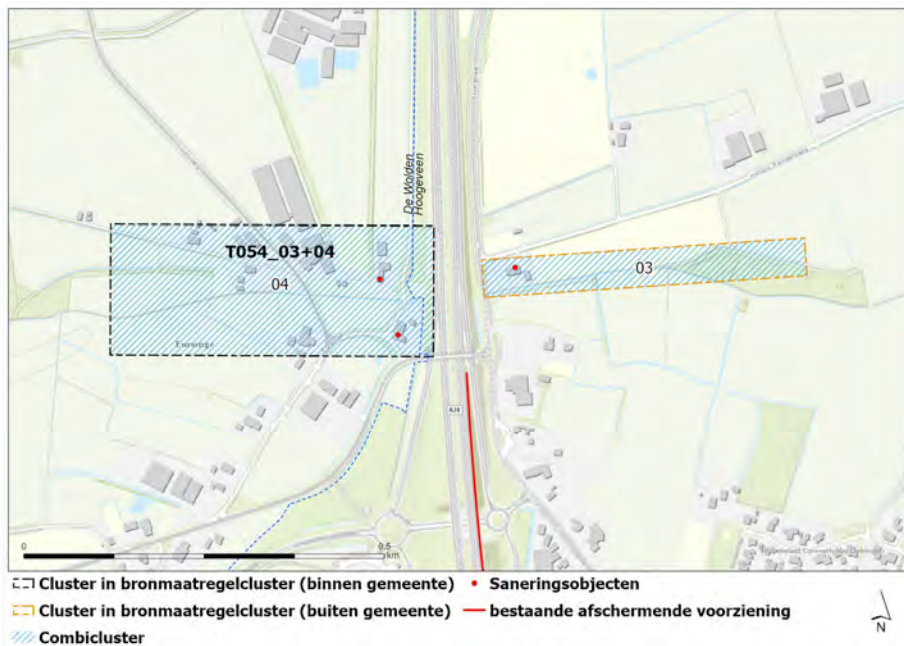 De Wolden
Hoogeveen
T054_03+04
04
03
A28
0
0.5
km
Cluster in bronmaatregelcluster (binnen gemeente)
Saneringsobjecten
Cluster in bronmaatregelcluster (buiten gemeente)
bestaande afschermende voorziening
Combicluster
N